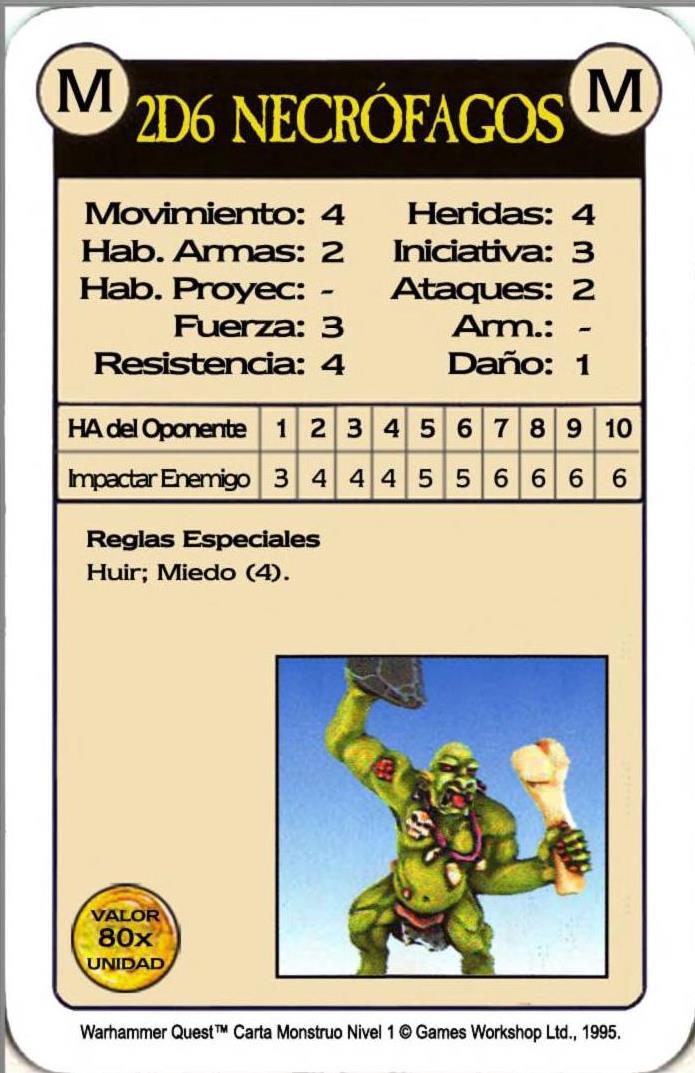 M 2D6 NECRÓFAGOS M
Movimiento: 4 Heridas: 4
Hab. Armas: 2 Iniciativa: 3
Hab. Proyec: - Ataques: 2
Fuerza: 3 Arm.: -
Resistencia: 4 Daño: 1
HA del Oponente 1 2 3 4 5 6 7 8 9 10
Impactar Enemigo 3 4 4 4 5 5 6 6 6 6
Reglas Especiales
Huir; Miedo (4).
VALOR
80x
UNIDAD
Warhammer Quest™ Carta Monstruo Nivel 1 © Games Workshop Ltd., 1995.